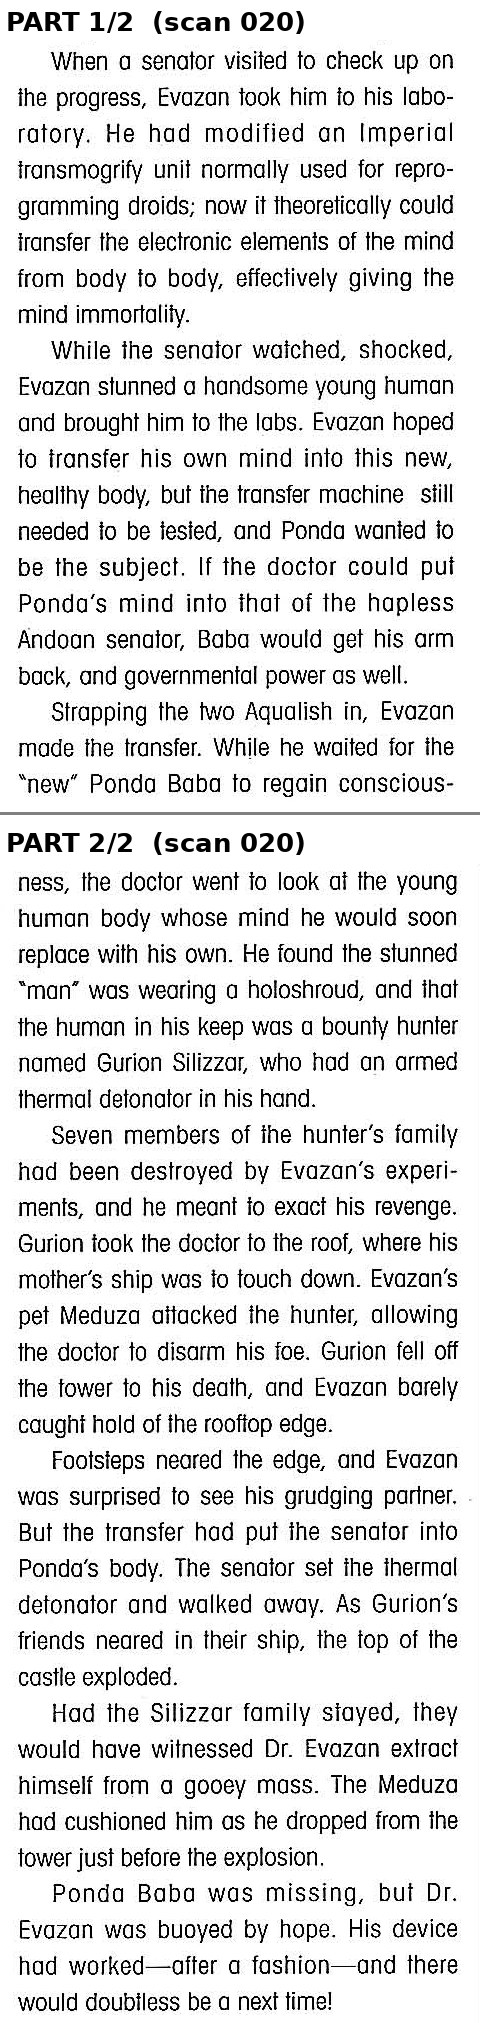 PART 1/2 (scan 020)
When a senator visited to check up on
the progress, Evazan took him to his labo-
ratory. He had modified an Imperial
transmogrify unit normally used for repro-
gramming droids; now it theoretically could
transfer the electronic elements of the mind
from body to body, effectively giving the
mind immortality.
While the senator watched, shocked,
Evazan stunned a handsome young human
and brought him to the labs. Evazan hoped
to transfer his own mind into this new,
healthy body, but the transfer machine still
needed to be tested, and Ponda wanted to
be the subject. If the doctor could put
Ponda's mind into that of the hapless
Andoan senator, Baba would get his arm
back, and governmental power as well.
Strapping the two Aqualish in, Evazan
made the transfer. While he waited for the
"new" Ponda Baba to regain conscious-
PART 2/2 (scan 020)
ness, the doctor went to look at the young
human body whose mind he would soon
replace with his own. He found the stunned
"man" was wearing a holoshroud, and that
the human in his keep was a bounty hunter
named Gurion Silizzar, who had an armed
thermal detonator in his hand.
Seven members of the hunter's family
had been destroyed by Evazan's experi-
ments, and he meant to exact his revenge.
Gurion took the doctor to the roof, where his
mother's ship was to touch down. Evazan's
pet Meduza attacked the hunter, allowing
the doctor to disarm his foe. Gurion fell off
the tower to his death, and Evazan barely
caught hold of the rooftop edge.
Footsteps neared the edge, and Evazan
was surprised to see his grudging partner.
But the transfer had put the senator into
Ponda's body. The senator set the thermal
detonator and walked away. As Gurion's
friends neared in their ship, the top of the
castle exploded.
Had the Silizzar family stayed, they
would have witnessed Dr. Evazan extract
himself from a gooey mass. The Meduza
had cushioned him as he dropped from the
tower just before the explosion.
Ponda Baba was missing, but Dr.
Evazan was buoyed by hope. His device
had worked—after a fashion—and there
would doubtless be a next time!